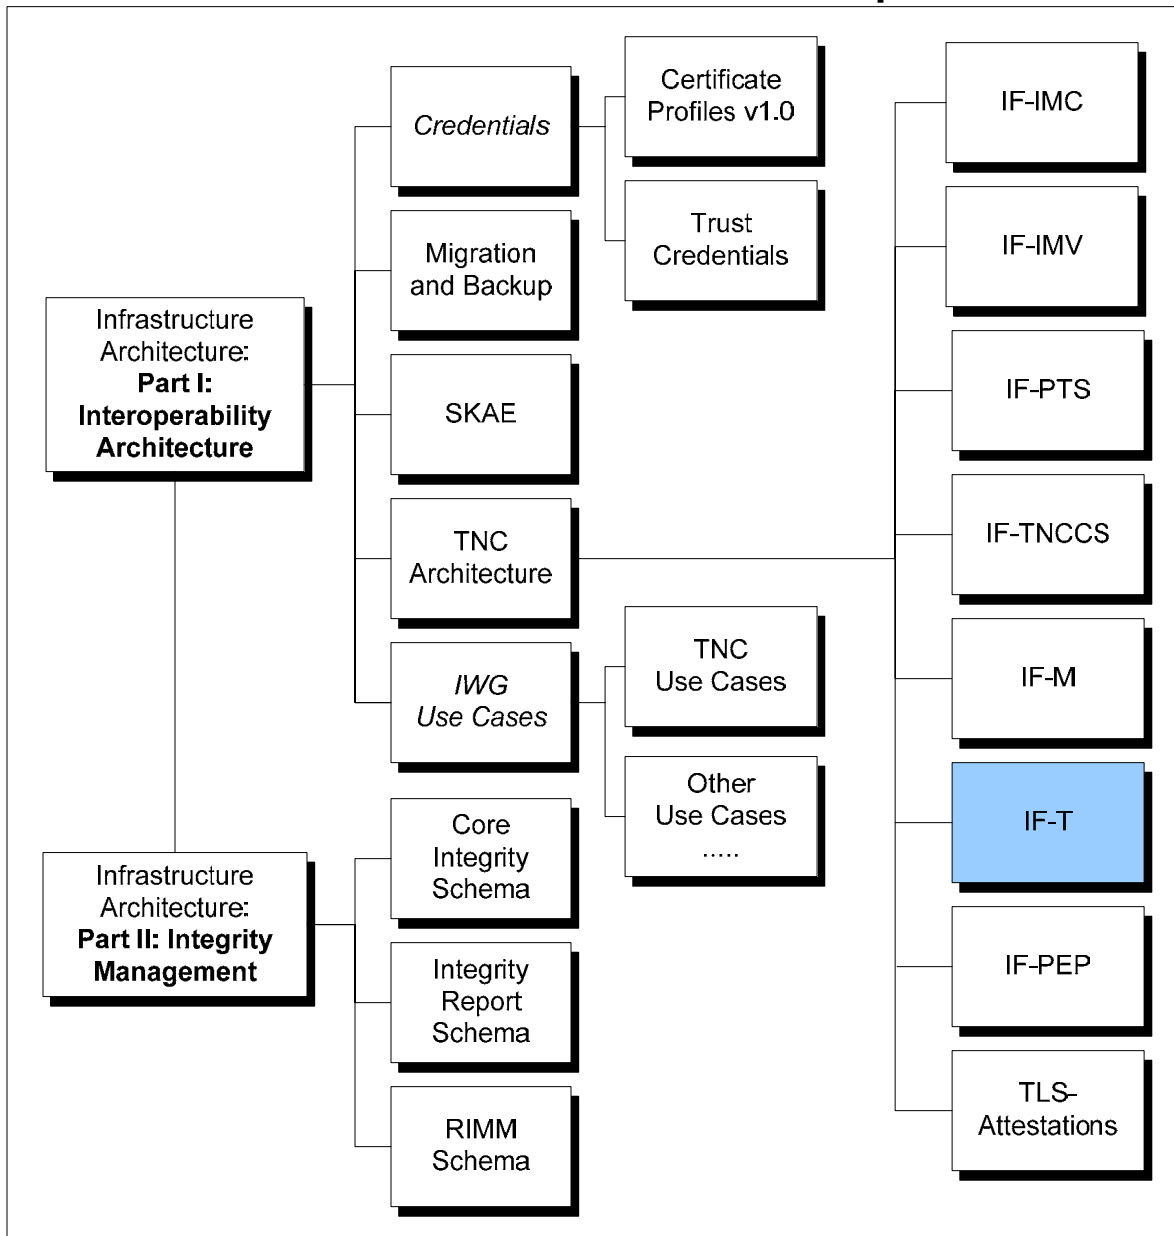 Certificate
Profiles v1.0
Credentials
Trust
Credentials
Migration
and Backup
Infrastructure
Architecture:
Part I:
Interoperability
Architecture
SKAE
TNC
Architecture
IWG
Use Cases
TNC
Use Cases
Other
Use Cases
.....
Infrastructure
Architecture:
Part II: Integrity
Management
Core
Integrity
Schema
Integrity
Report
Schema
RIMM
Schema
IF-IMC
IF-IMV
IF-PTS
IF-TNCCS
IF-M
IF-T
IF-PEP
TLS-
Attestations